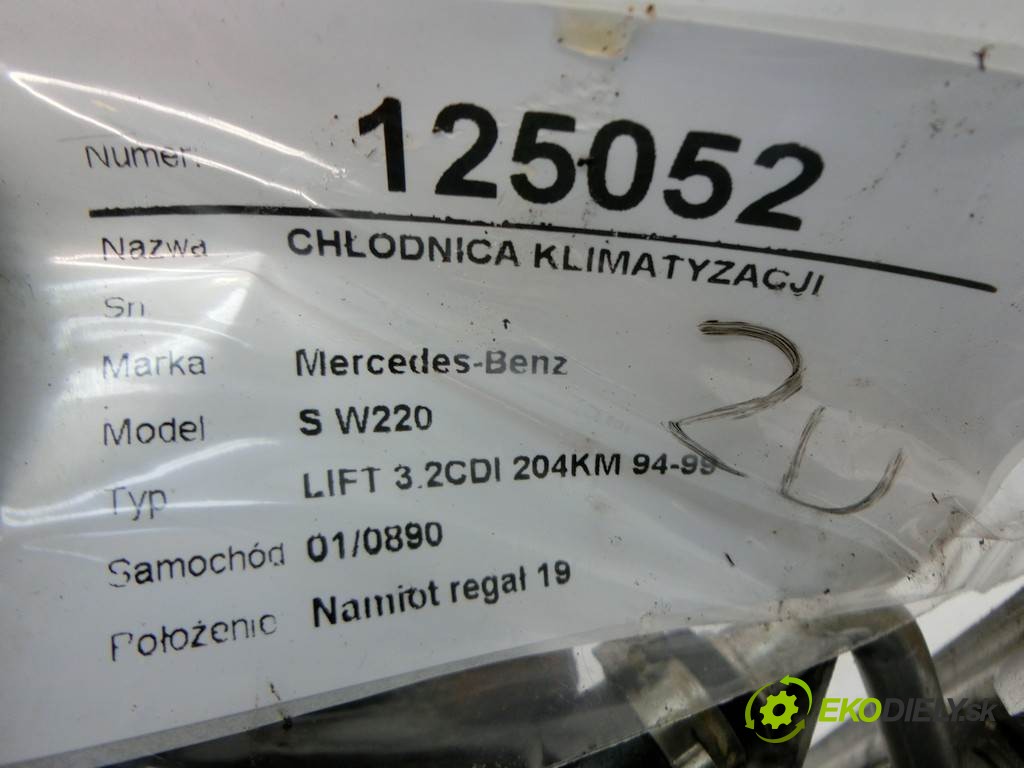 Numer: 125052
Nazwa CHŁODNICA KLIMATYZACJI
Sn
Marka Mercedes-Benz
Model S W220
Typ LIFT 3.2CDI 204KM 94-99
Samochód 01/0890
Położenie Namiot regał 19
EKODIELY.SK